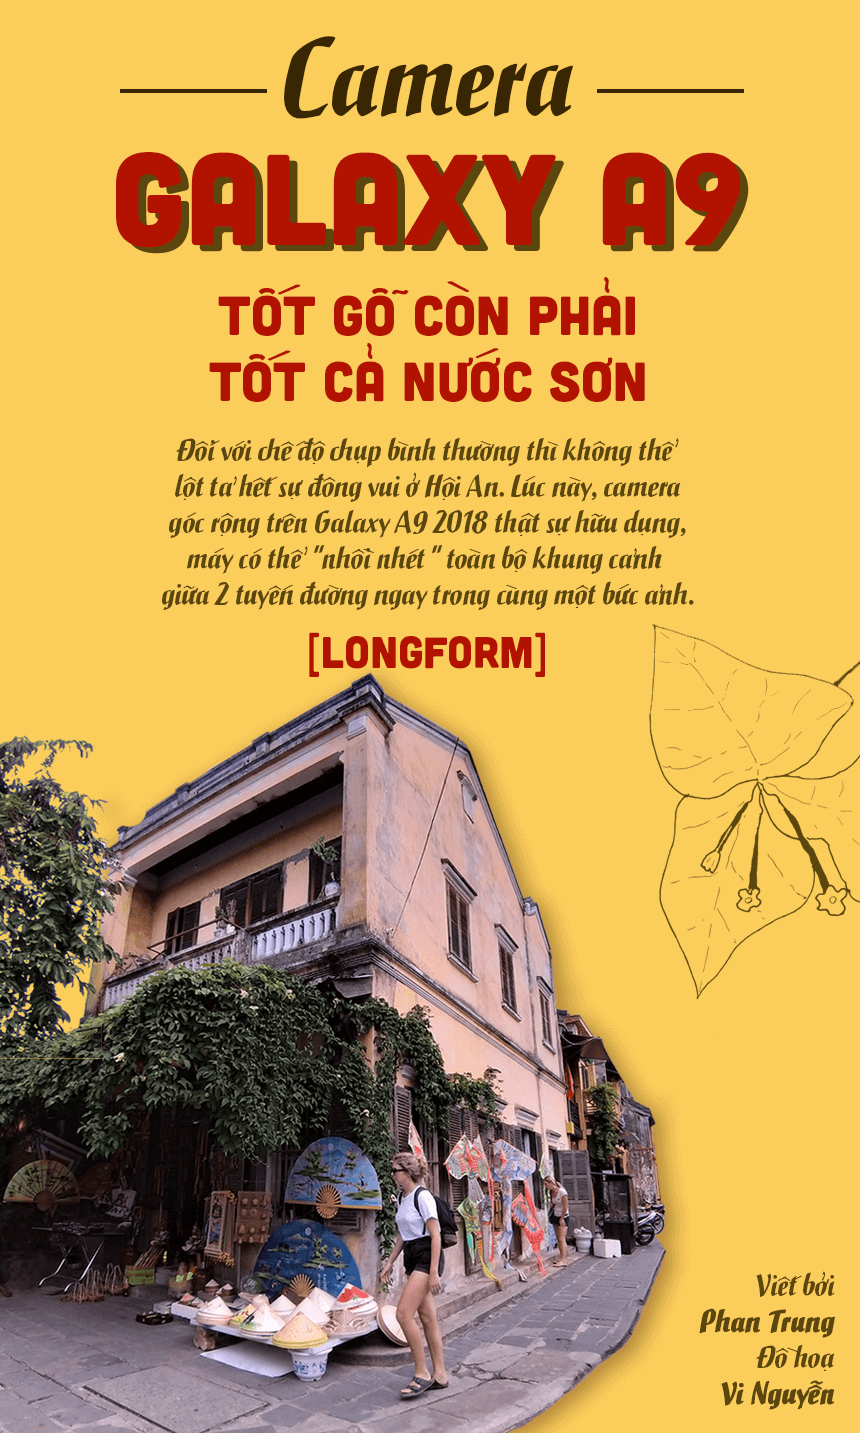 Camera
GALAXY A9
TỐT GỖ CÒN PHẢI
TỐT CẢ NƯỚC SƠN
Đối với chế độ chụp bình thường thì không thể
lột tả hết sự đông vui ở Hội An. Lúc này, camera
góc rộng trên Galaxy A9 2018 thật sự hữu dụng,
máy có thể "nhồi nhét " toàn bộ khung cảnh
giữa 2 tuyến đường ngay trong cùng một bức ảnh.
[LONGFORM]
Viết bởi
Phan Trung
Đồ hoạ
Vi Nguyễn